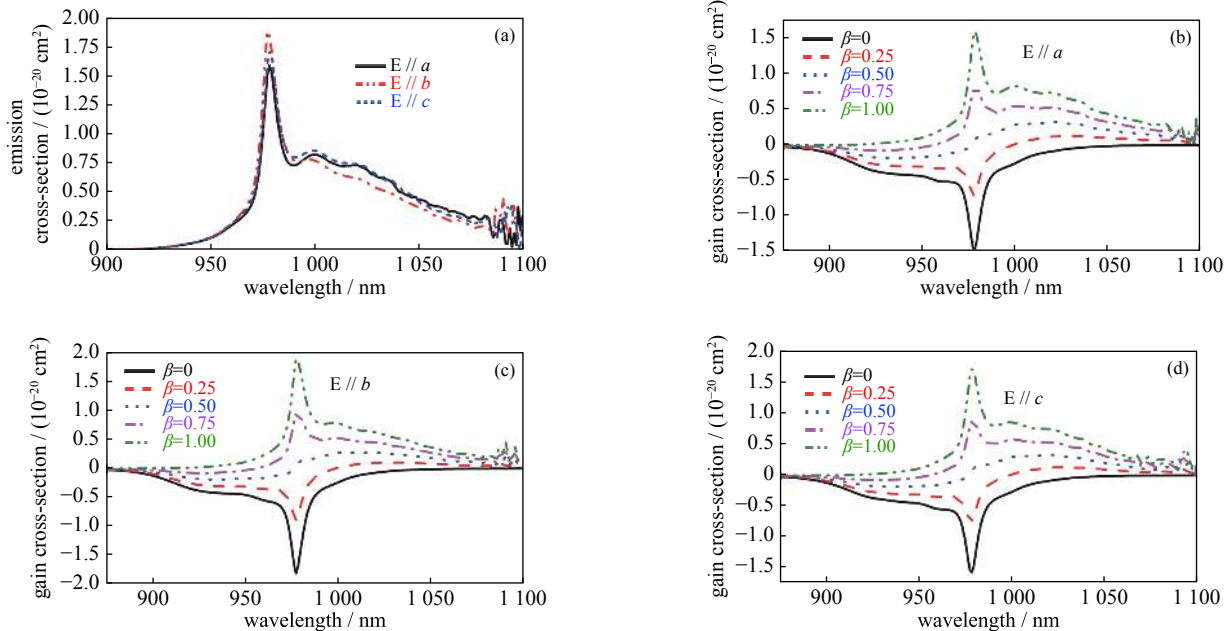 (a)
2.00
1.75
1.50
1.25
1.00
0.75
0.50
0.25
0
emission
cross-section / (10⁻²⁰ cm²)
E // a
E // b
E // c
900 950 1 000 1 050 1 100
wavelength / nm
(b)
1.5
1.0
0.5
0
−0.5
−1.0
−1.5
gain cross-section / (10⁻²⁰ cm²)
β=0
β=0.25
β=0.50
β=0.75
β=1.00
E // a
900 950 1 000 1 050 1 100
wavelength / nm
(c)
2.0
1.5
1.0
0.5
0
−0.5
−1.0
−1.5
−2.0
gain cross-section / (10⁻²⁰ cm²)
β=0
β=0.25
β=0.50
β=0.75
β=1.00
E // b
900 950 1 000 1 050 1 100
wavelength / nm
(d)
2.0
1.5
1.0
0.5
0
−0.5
−1.0
−1.5
gain cross-section / (10⁻²⁰ cm²)
β=0
β=0.25
β=0.50
β=0.75
β=1.00
E // c
900 950 1 000 1 050 1 100
wavelength / nm